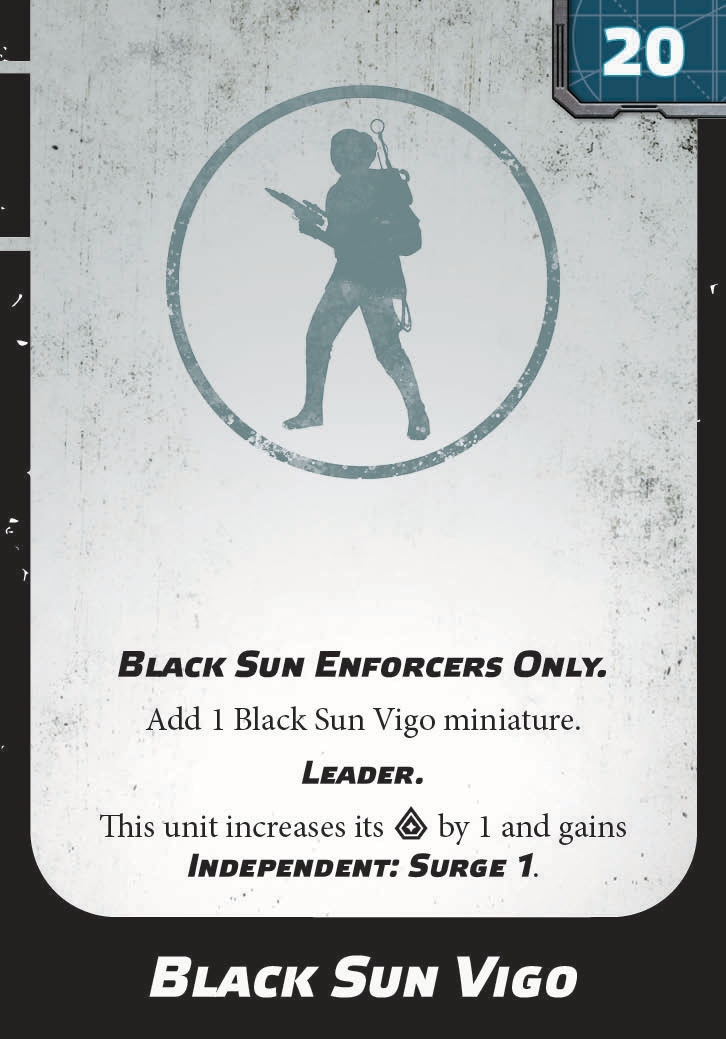 20
Black Sun Enforcers Only.
Add 1 Black Sun Vigo miniature.
Leader.
This unit increases its by 1 and gains
Independent: Surge 1.
Black Sun Vigo